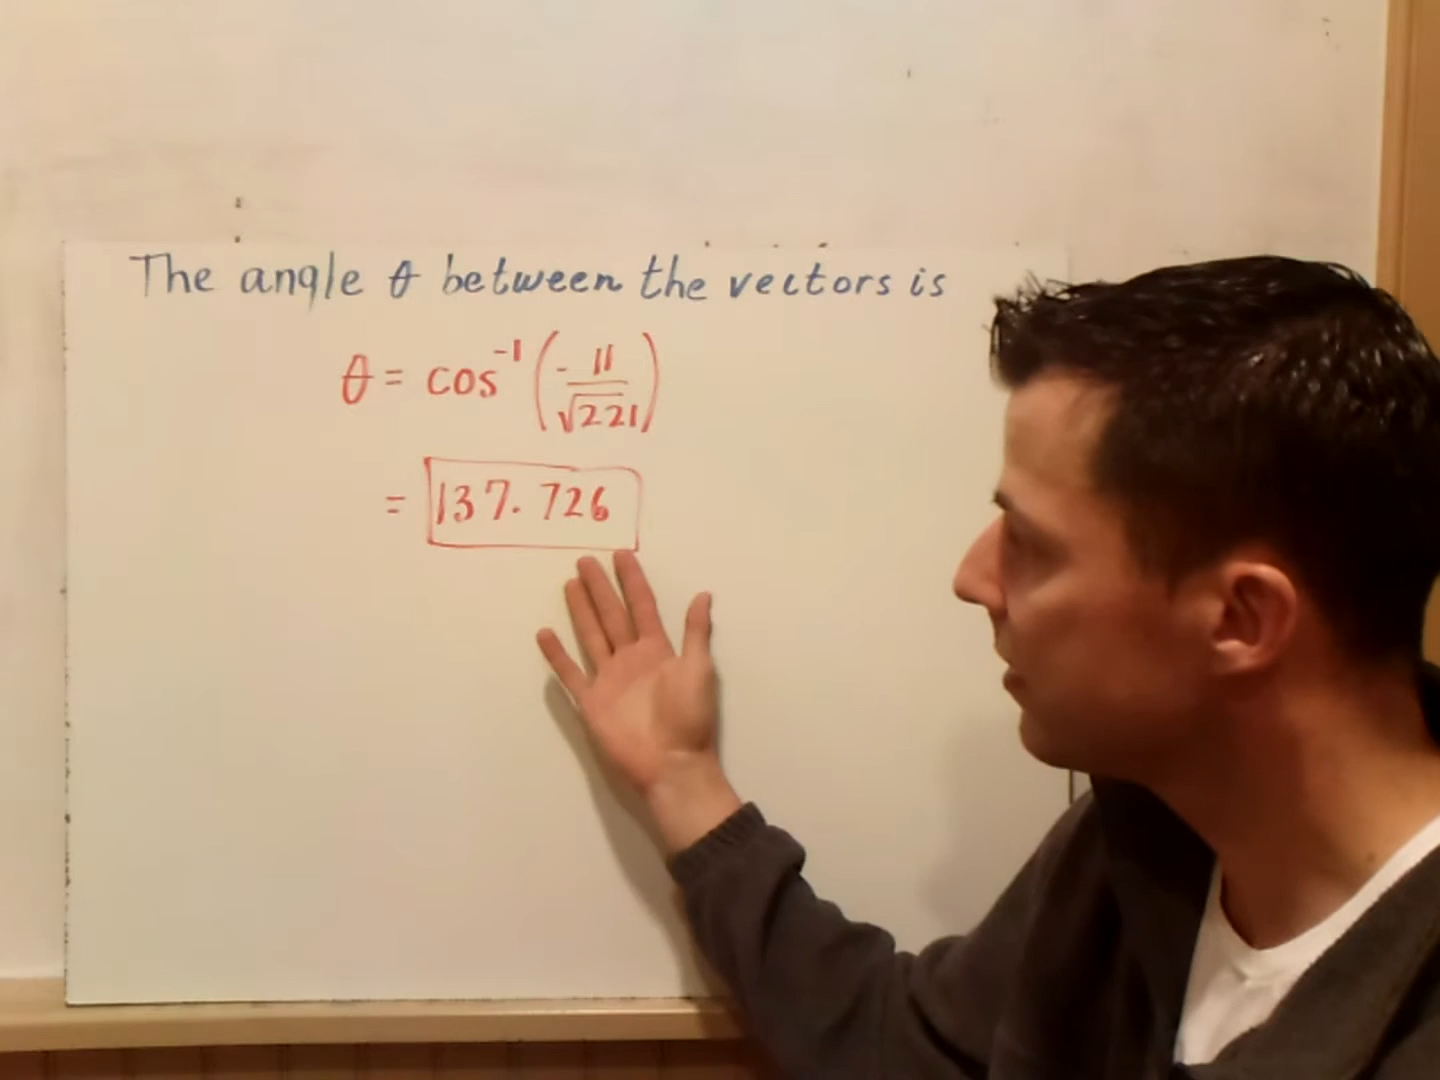 The angle θ between the vectors is
θ = cos⁻¹ (-11/√221)
= 137.726